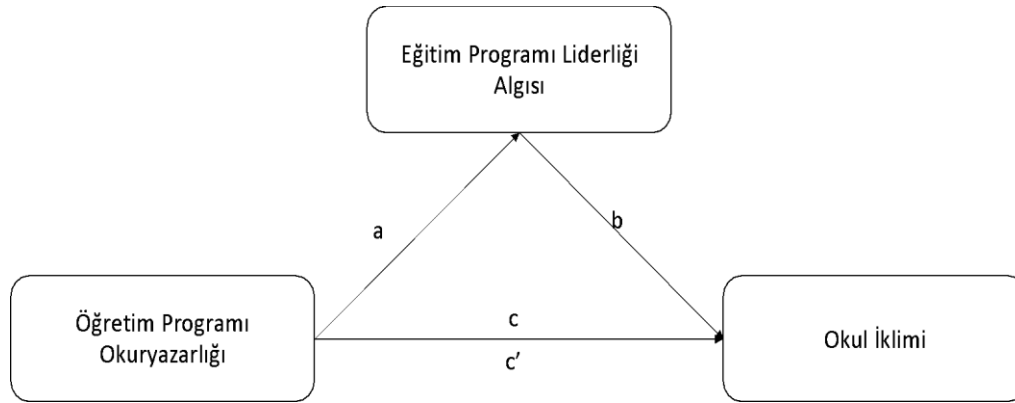 Eğitim Programı Liderliği
Algısı
a
b
Öğretim Programı
Okuryazarlığı
c
c’
Okul İklimi